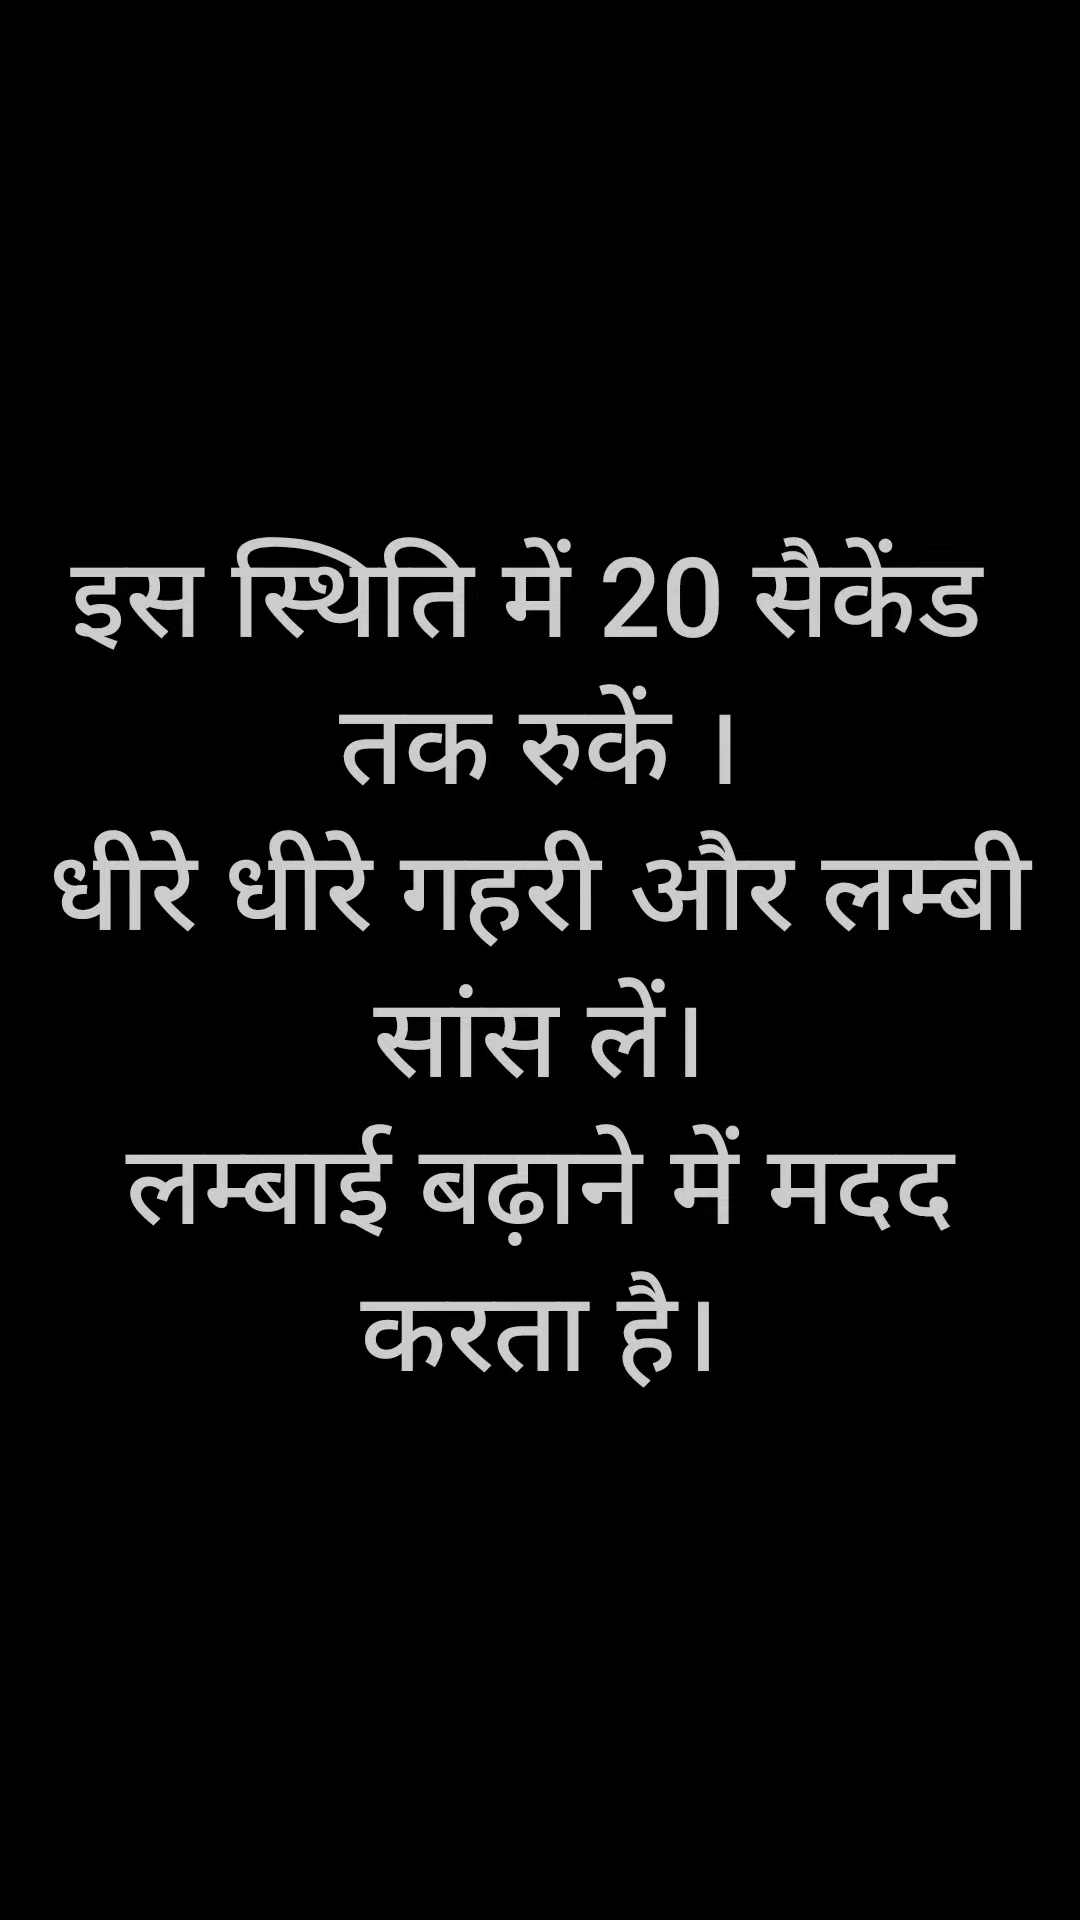 इस स्थिति में 20 सैकेंड
तक रुकें ।
धीरे धीरे गहरी और लम्बी
सांस लें।
लम्बाई बढ़ाने में मदद
करता है।